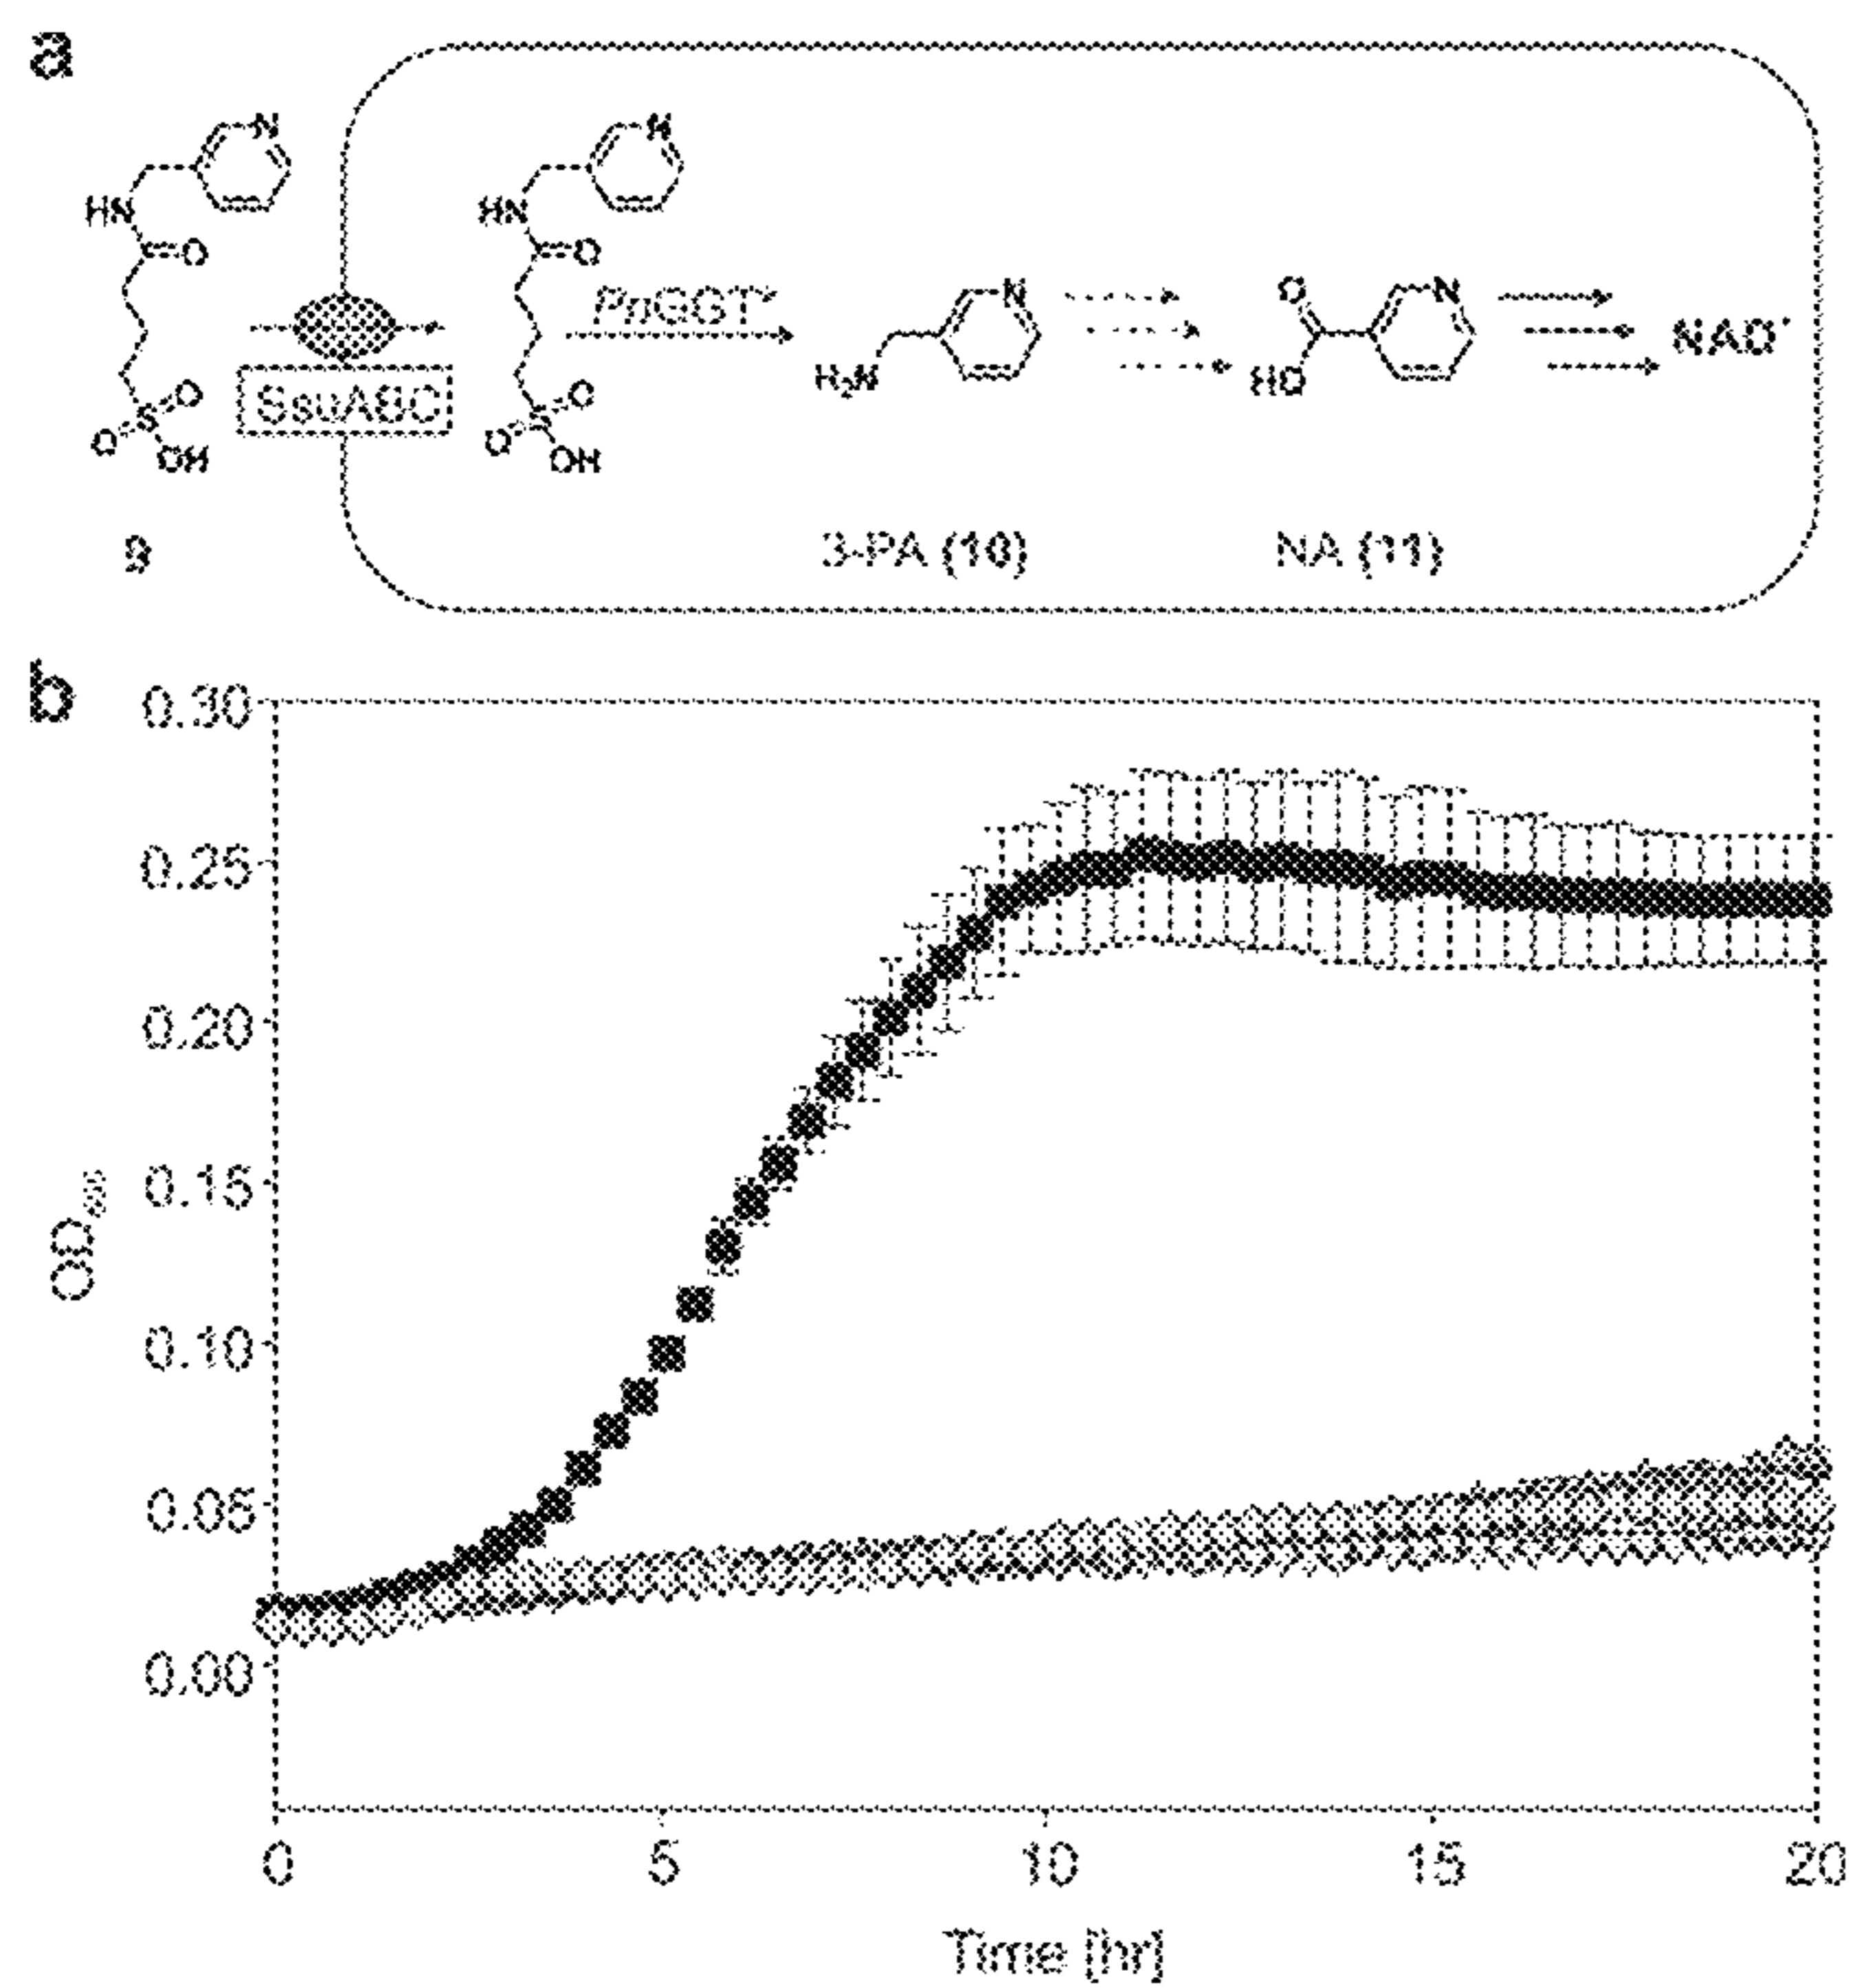 a
N
N
HN
HN
O
O
PnGGT
N
O
N
NAD⁺
H₂N
HO
SsuABC
O
S
O
OH
O
S
O
OH
9
3-PA (10)
NA (11)
b
0.30
0.25
0.20
0.15
0.10
0.05
0.00
0
5
10
15
20
Time [hr]